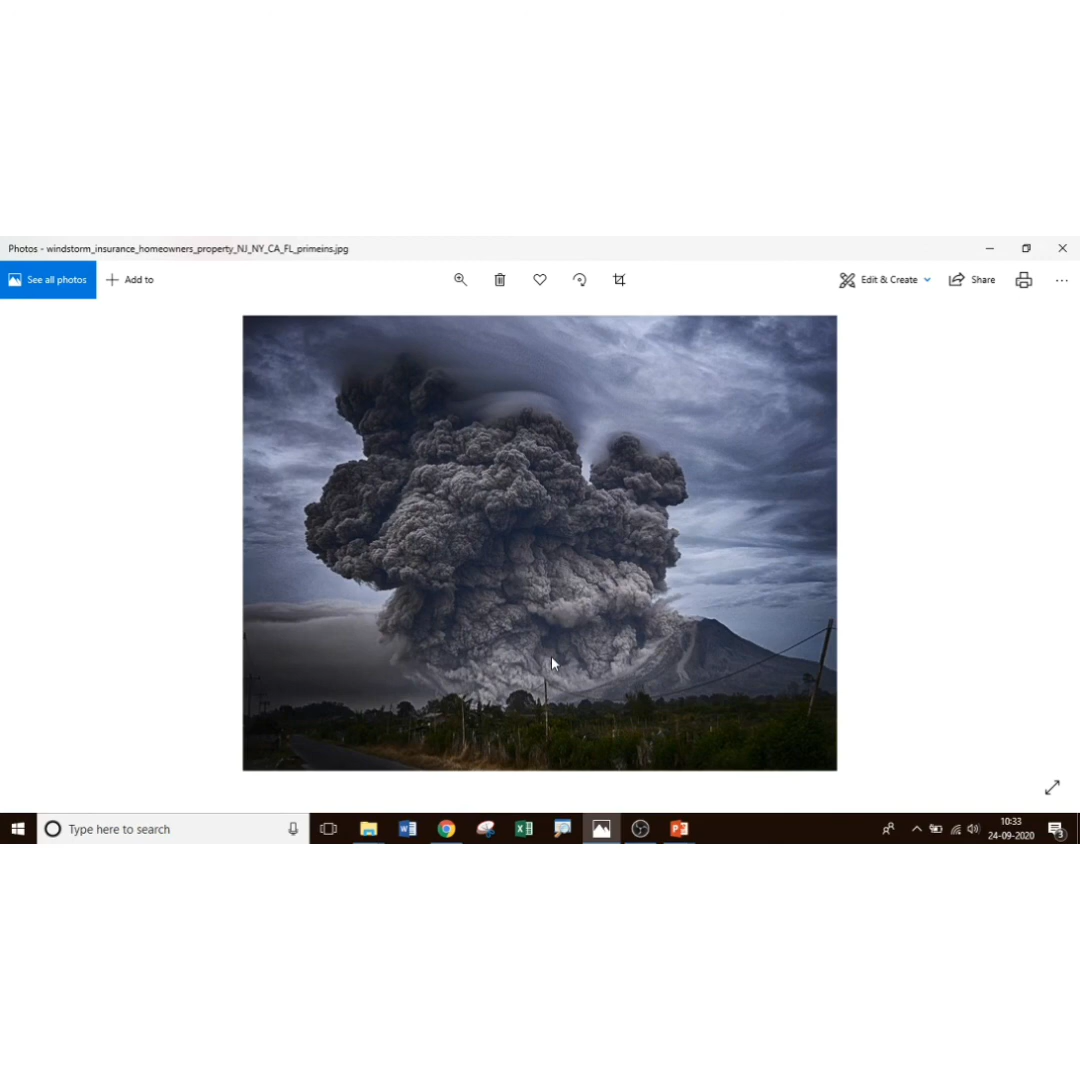 Photos - windstorm_insurance_homeowners_property_NJ_NY_CA_FL_primeins.jpg
See all photos
Add to
Edit & Create
Share
Type here to search
10:33
24-09-2020
3